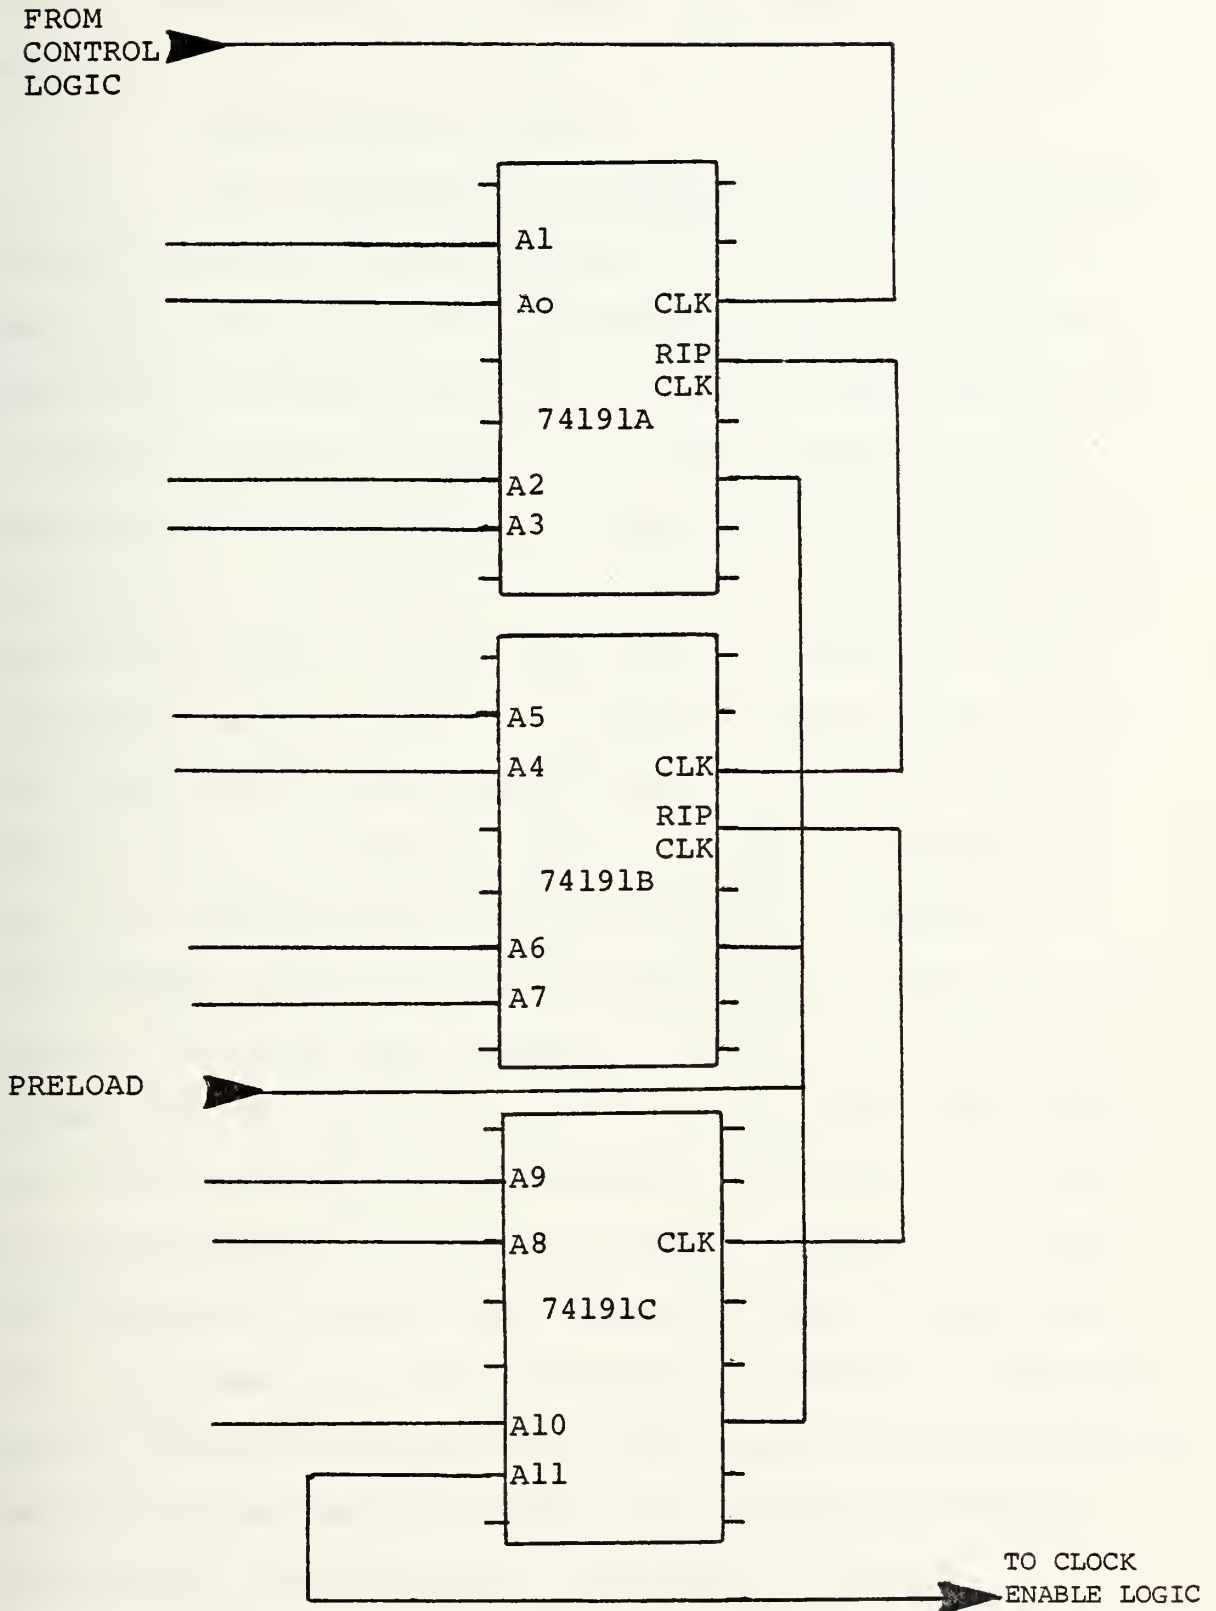 FROM
CONTROL
LOGIC
A1
Ao
CLK
RIP
CLK
74191A
A2
A3
A5
A4
CLK
RIP
CLK
74191B
A6
A7
PRELOAD
A9
A8
CLK
74191C
A10
A11
TO CLOCK
ENABLE LOGIC